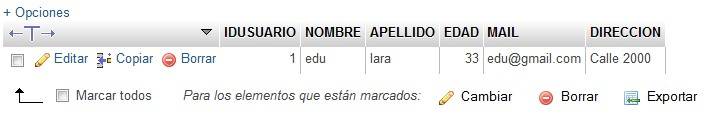 + Opciones
←T→ IDUSUARIO NOMBRE APELLIDO EDAD MAIL DIRECCION
Editar Copiar Borrar 1 edu lara 33 edu@gmail.com Calle 2000
Marcar todos Para los elementos que están marcados: Cambiar Borrar Exportar